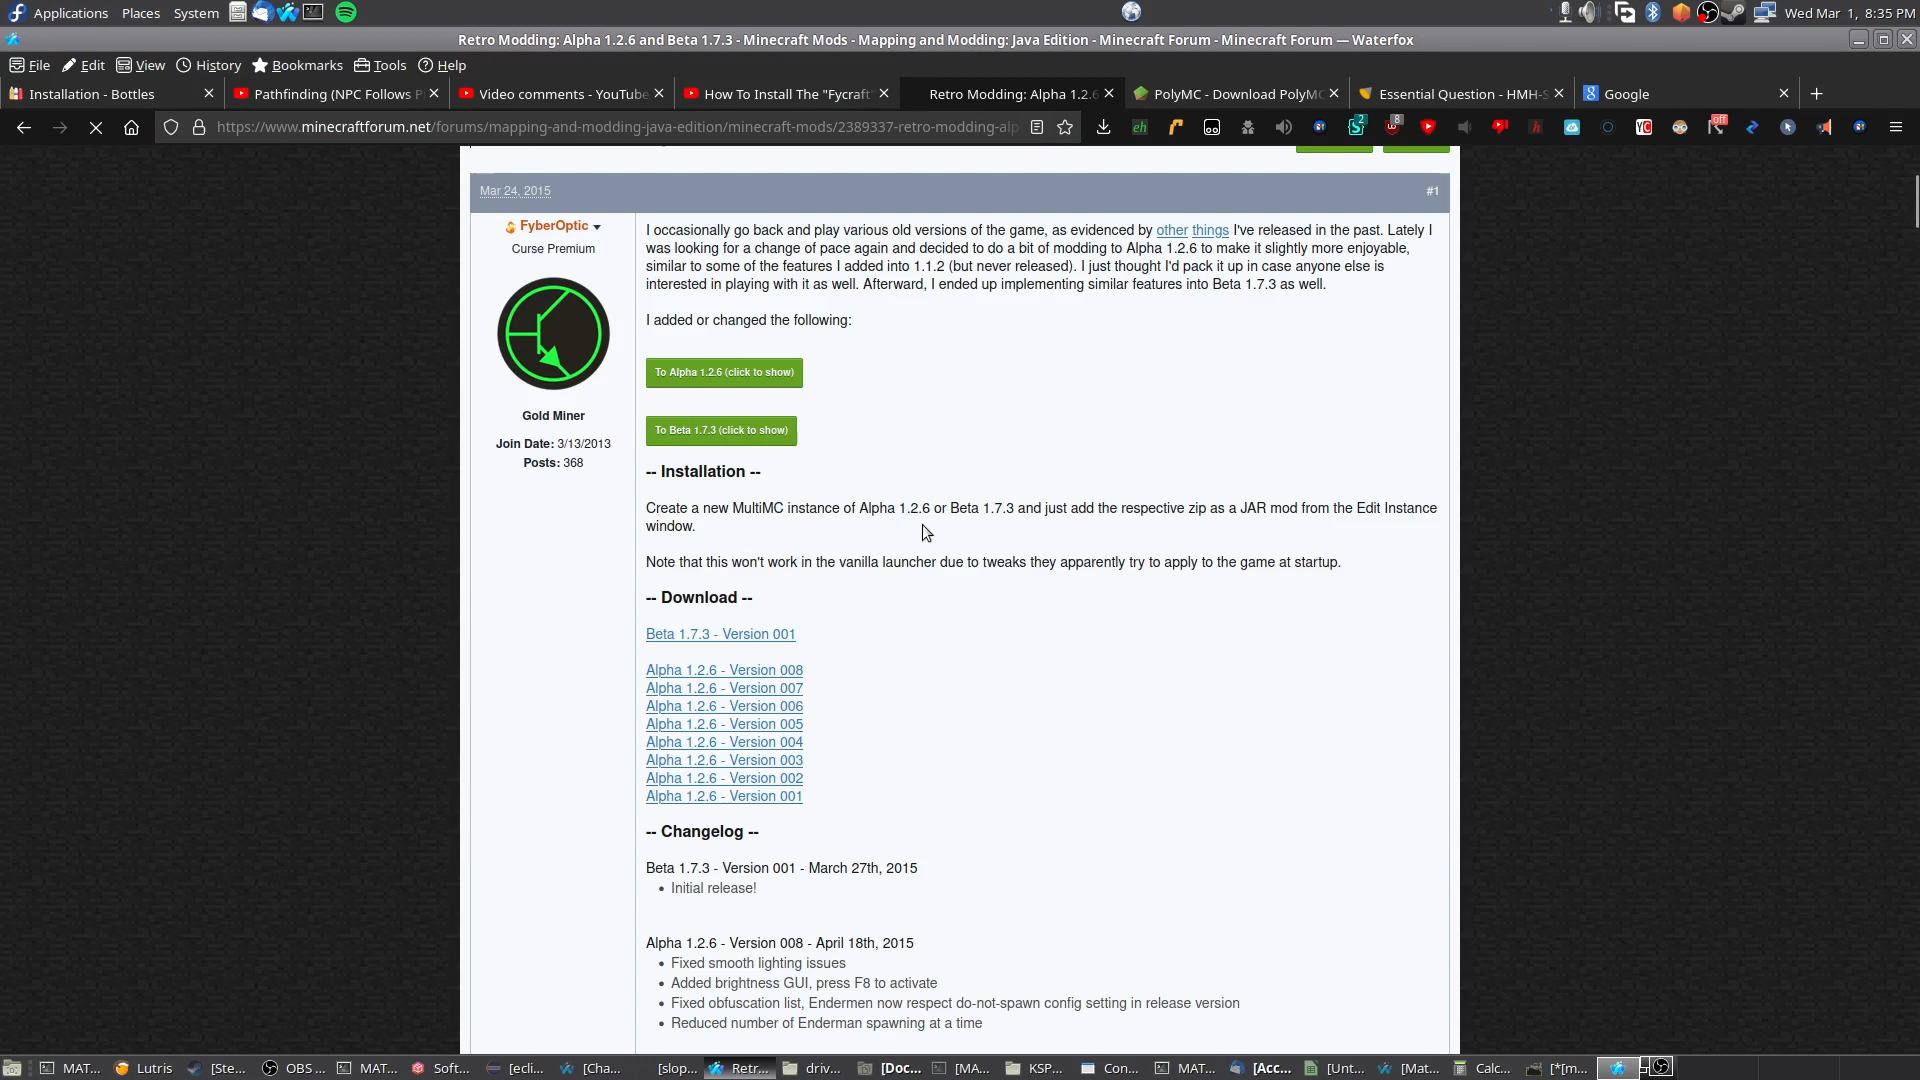 Applications Places System
Wed Mar 1, 8:35 PM
Retro Modding: Alpha 1.2.6 and Beta 1.7.3 - Minecraft Mods - Mapping and Modding: Java Edition - Minecraft Forum - Minecraft Forum — Waterfox
File Edit View History Bookmarks Tools Help
Installation - Bottles
Pathfinding (NPC Follows P
Video comments - YouTube
How To Install The "Fycraft"
Retro Modding: Alpha 1.2.6
PolyMC - Download PolyMC
Essential Question - HMH-S
Google
https://www.minecraftforum.net/forums/mapping-and-modding-java-edition/minecraft-mods/2389337-retro-modding-alp
eh
2
8
off
Mar 24, 2015
#1
FyberOptic
Curse Premium
Gold Miner
Join Date: 3/13/2013
Posts: 368
I occasionally go back and play various old versions of the game, as evidenced by other things I've released in the past. Lately I
was looking for a change of pace again and decided to do a bit of modding to Alpha 1.2.6 to make it slightly more enjoyable,
similar to some of the features I added into 1.1.2 (but never released). I just thought I'd pack it up in case anyone else is
interested in playing with it as well. Afterward, I ended up implementing similar features into Beta 1.7.3 as well.
I added or changed the following:
To Alpha 1.2.6 (click to show)
To Beta 1.7.3 (click to show)
-- Installation --
Create a new MultiMC instance of Alpha 1.2.6 or Beta 1.7.3 and just add the respective zip as a JAR mod from the Edit Instance
window.
Note that this won't work in the vanilla launcher due to tweaks they apparently try to apply to the game at startup.
-- Download --
Beta 1.7.3 - Version 001
Alpha 1.2.6 - Version 008
Alpha 1.2.6 - Version 007
Alpha 1.2.6 - Version 006
Alpha 1.2.6 - Version 005
Alpha 1.2.6 - Version 004
Alpha 1.2.6 - Version 003
Alpha 1.2.6 - Version 002
Alpha 1.2.6 - Version 001
-- Changelog --
Beta 1.7.3 - Version 001 - March 27th, 2015
• Initial release!
Alpha 1.2.6 - Version 008 - April 18th, 2015
• Fixed smooth lighting issues
• Added brightness GUI, press F8 to activate
• Fixed obfuscation list, Endermen now respect do-not-spawn config setting in release version
• Reduced number of Enderman spawning at a time
MAT... Lutris [Ste... OBS ... MAT... Soft... [ecli... [Cha... [slop... Retr... driv... [Doc... [MA... KSP... Con... MAT... [Acc... [Unt... [Mat... Calc... [*[m...